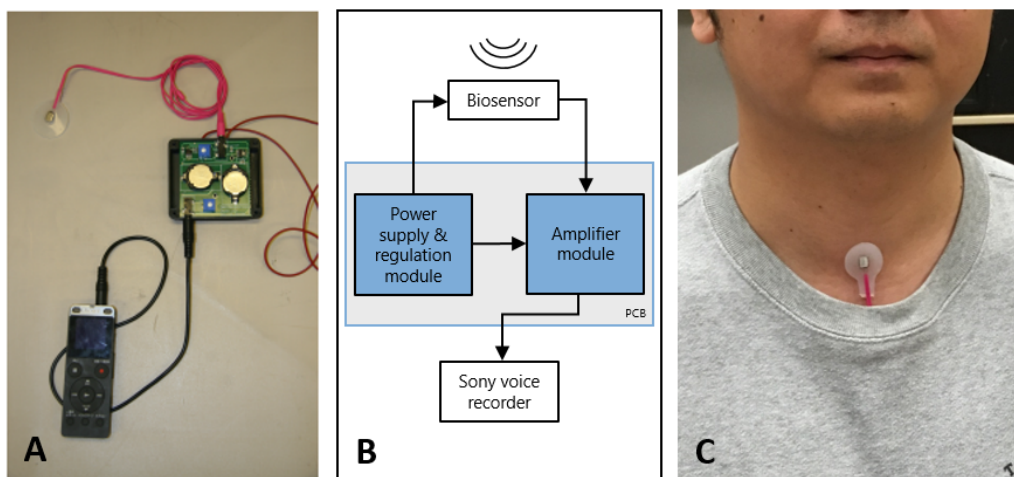 A
B
Biosensor
Power
supply &
regulation
module
Amplifier
module
PCB
Sony voice
recorder
C